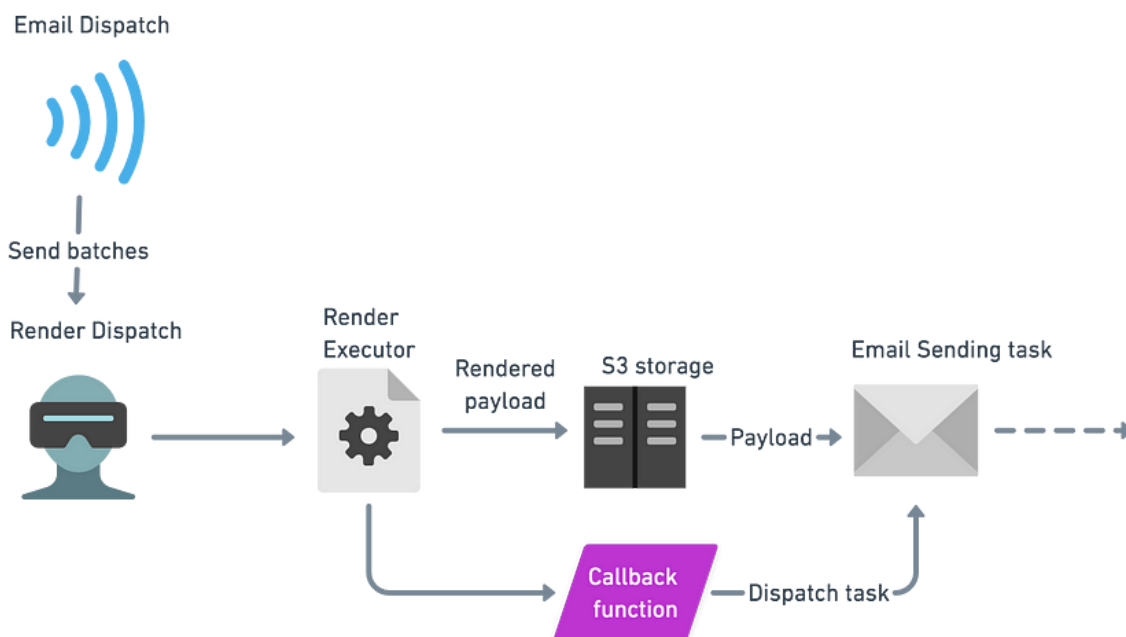 Email Dispatch
Send batches
Render Dispatch
Render
Executor
Rendered
payload
S3 storage
Payload
Email Sending task
Callback
function
Dispatch task